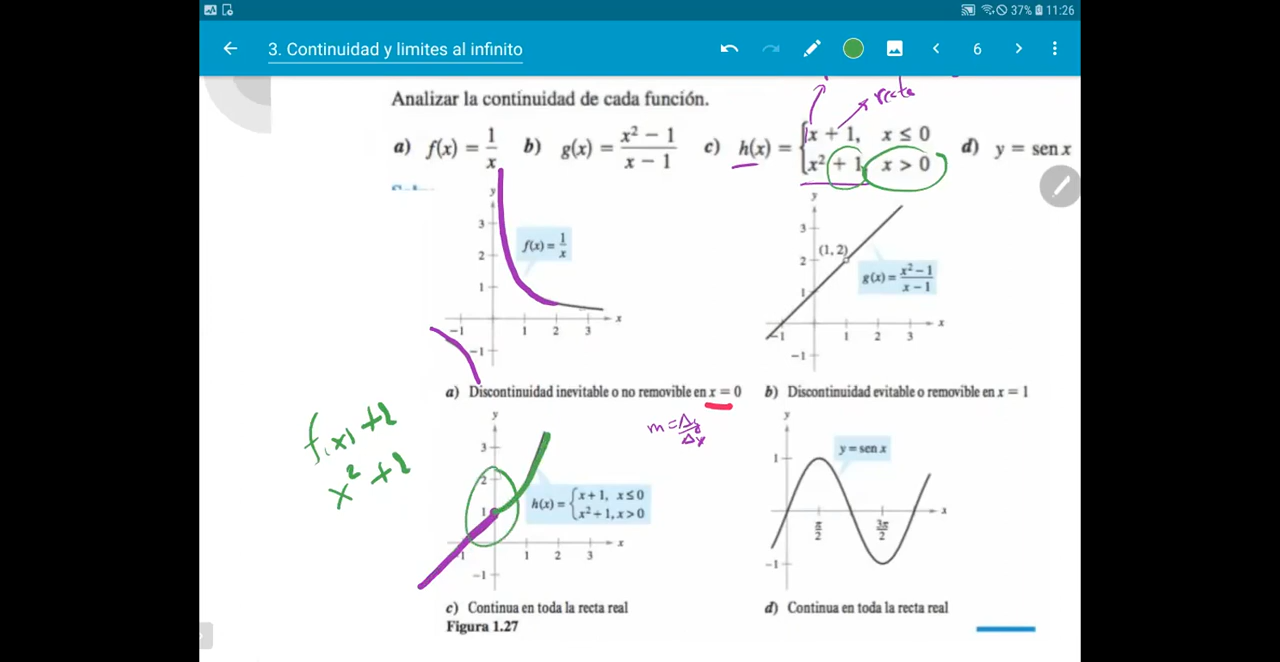 37% 11:26
3. Continuidad y limites al infinito 6
Analizar la continuidad de cada función.
recta
a) f(x) = 1/x b) g(x) = x² − 1 / x − 1 c) h(x) = { x + 1, x ≤ 0 d) y = sen x
x² + 1, x > 0
y
3
2
1
−1 1 2 3 x
−1
f(x) = 1/x
y
3
(1, 2)
2
1
−1 1 2 3 x
−1
g(x) = x² − 1 / x − 1
a) Discontinuidad inevitable o no removible en x = 0
b) Discontinuidad evitable o removible en x = 1
m = Δy/Δx
f(x)+2
x²+2
y
3
2
1
1 1 2 3 x
−1
h(x) = { x + 1, x ≤ 0
x² + 1, x > 0
y
1
y = sen x
π/2 3π/2 x
−1
c) Continua en toda la recta real
d) Continua en toda la recta real
Figura 1.27